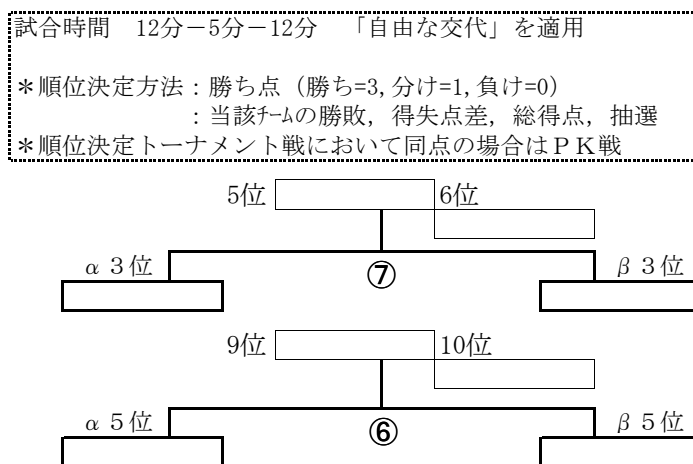 試合時間　12分－5分－12分　「自由な交代」を適用
＊順位決定方法：勝ち点（勝ち=3,分け=1,負け=0）
：当該ﾁｰﾑの勝敗，得失点差，総得点，抽選
＊順位決定トーナメント戦において同点の場合はＰＫ戦
5位 6位
α３位 ⑦ β３位
9位 10位
α５位 ⑥ β５位